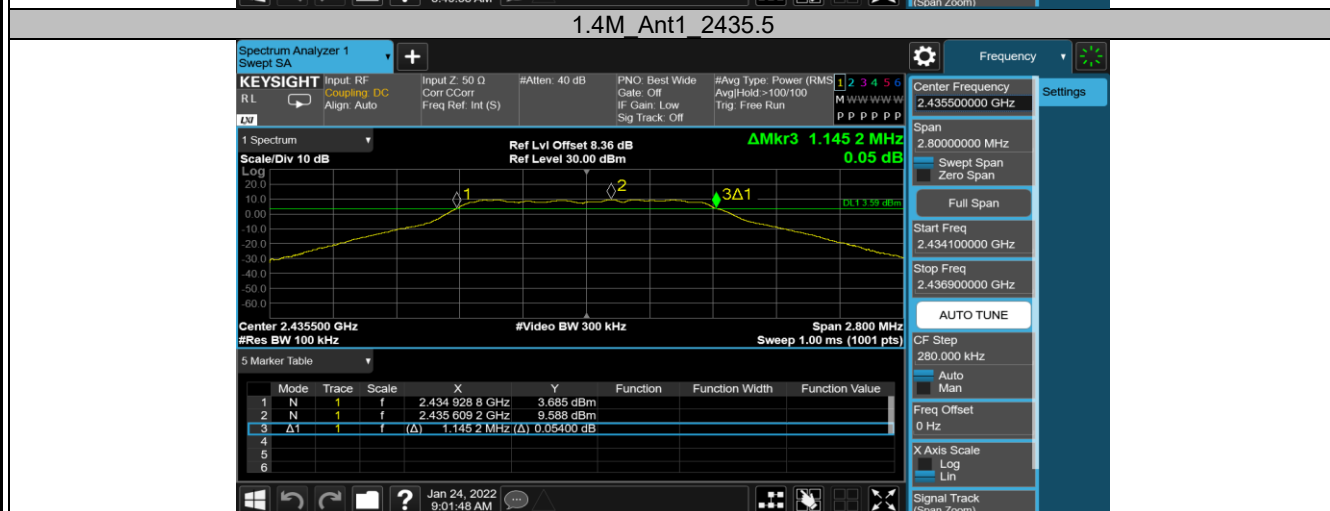 1.4M_Ant1_2435.5
Spectrum Analyzer 1
Swept SA
+
Frequency
KEYSIGHT
RL
LXI
Input: RF
Coupling: DC
Align: Auto
Input Z: 50 Ω
Corr CCorr
Freq Ref: Int (S)
#Atten: 40 dB
PNO: Best Wide
Gate: Off
IF Gain: Low
Sig Track: Off
#Avg Type: Power (RMS
Avg|Hold:>100/100
Trig: Free Run
1 2 3 4 5 6
M W W W W W
P P P P P P
Center Frequency
2.435500000 GHz
Settings
1 Spectrum
Scale/Div 10 dB
Ref Lvl Offset 8.36 dB
Ref Level 30.00 dBm
ΔMkr3 1.145 2 MHz
0.05 dB
Log
20.0
10.0
0.00
-10.0
-20.0
-30.0
-40.0
-50.0
-60.0
1
2
3Δ1
DL1 3.59 dBm
Center 2.435500 GHz
#Video BW 300 kHz
Span 2.800 MHz
#Res BW 100 kHz
Sweep 1.00 ms (1001 pts)
Span
2.80000000 MHz
Swept Span
Zero Span
Full Span
Start Freq
2.434100000 GHz
Stop Freq
2.436900000 GHz
AUTO TUNE
CF Step
280.000 kHz
Auto
Man
Freq Offset
0 Hz
X Axis Scale
Log
Lin
Signal Track
(Span Zoom)
5 Marker Table
Mode Trace Scale X Y Function Function Width Function Value
1 N 1 f 2.434 928 8 GHz 3.685 dBm
2 N 1 f 2.435 609 2 GHz 9.588 dBm
3 Δ1 1 f (Δ) 1.145 2 MHz (Δ) 0.05400 dB
4
5
6
?
Jan 24, 2022
9:01:48 AM